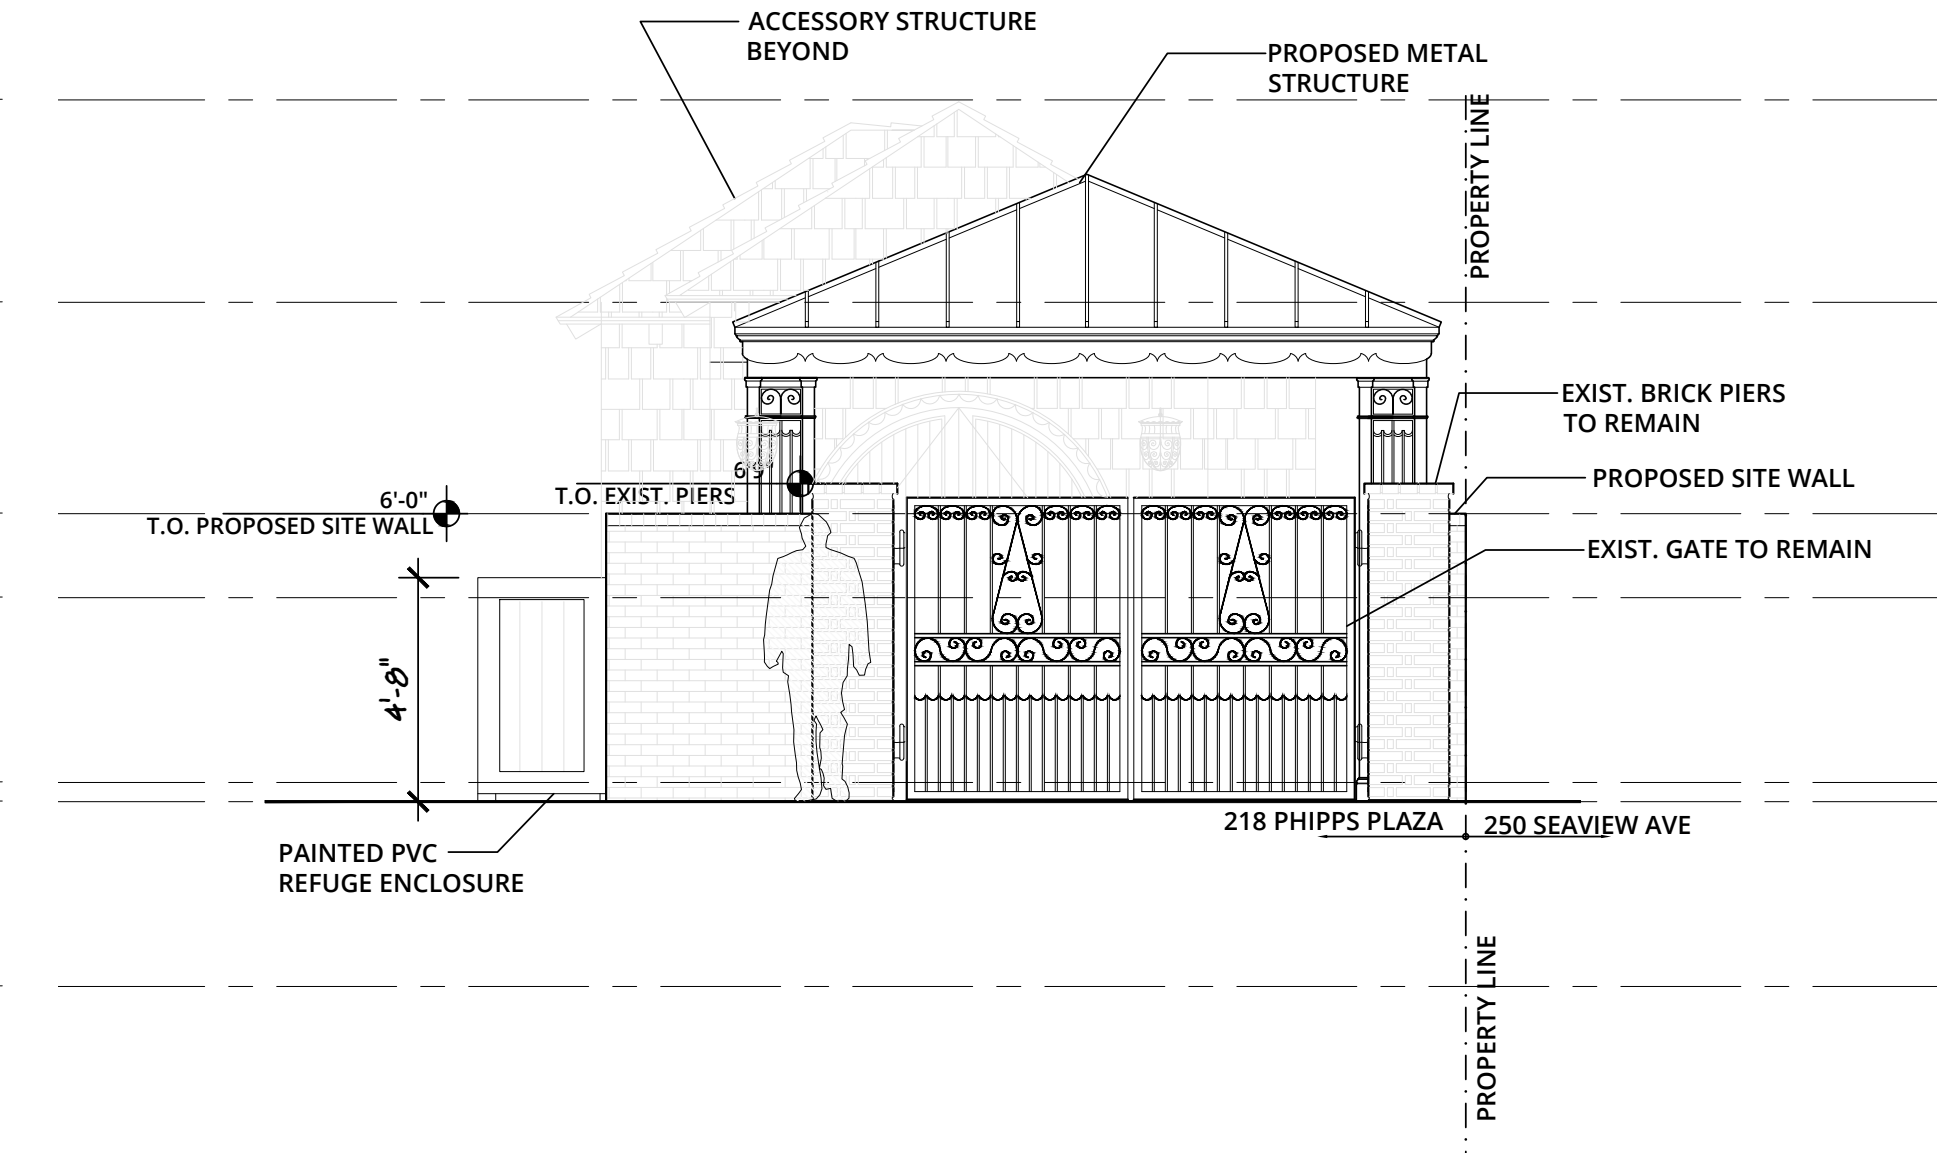 ACCESSORY STRUCTURE
BEYOND
PROPOSED METAL
STRUCTURE
PROPERTY LINE
EXIST. BRICK PIERS
TO REMAIN
PROPOSED SITE WALL
EXIST. GATE TO REMAIN
T.O. EXIST. PIERS
6'-0"
T.O. PROPOSED SITE WALL
4'-8"
218 PHIPPS PLAZA
250 SEAVIEW AVE
PAINTED PVC
REFUGE ENCLOSURE
PROPERTY LINE